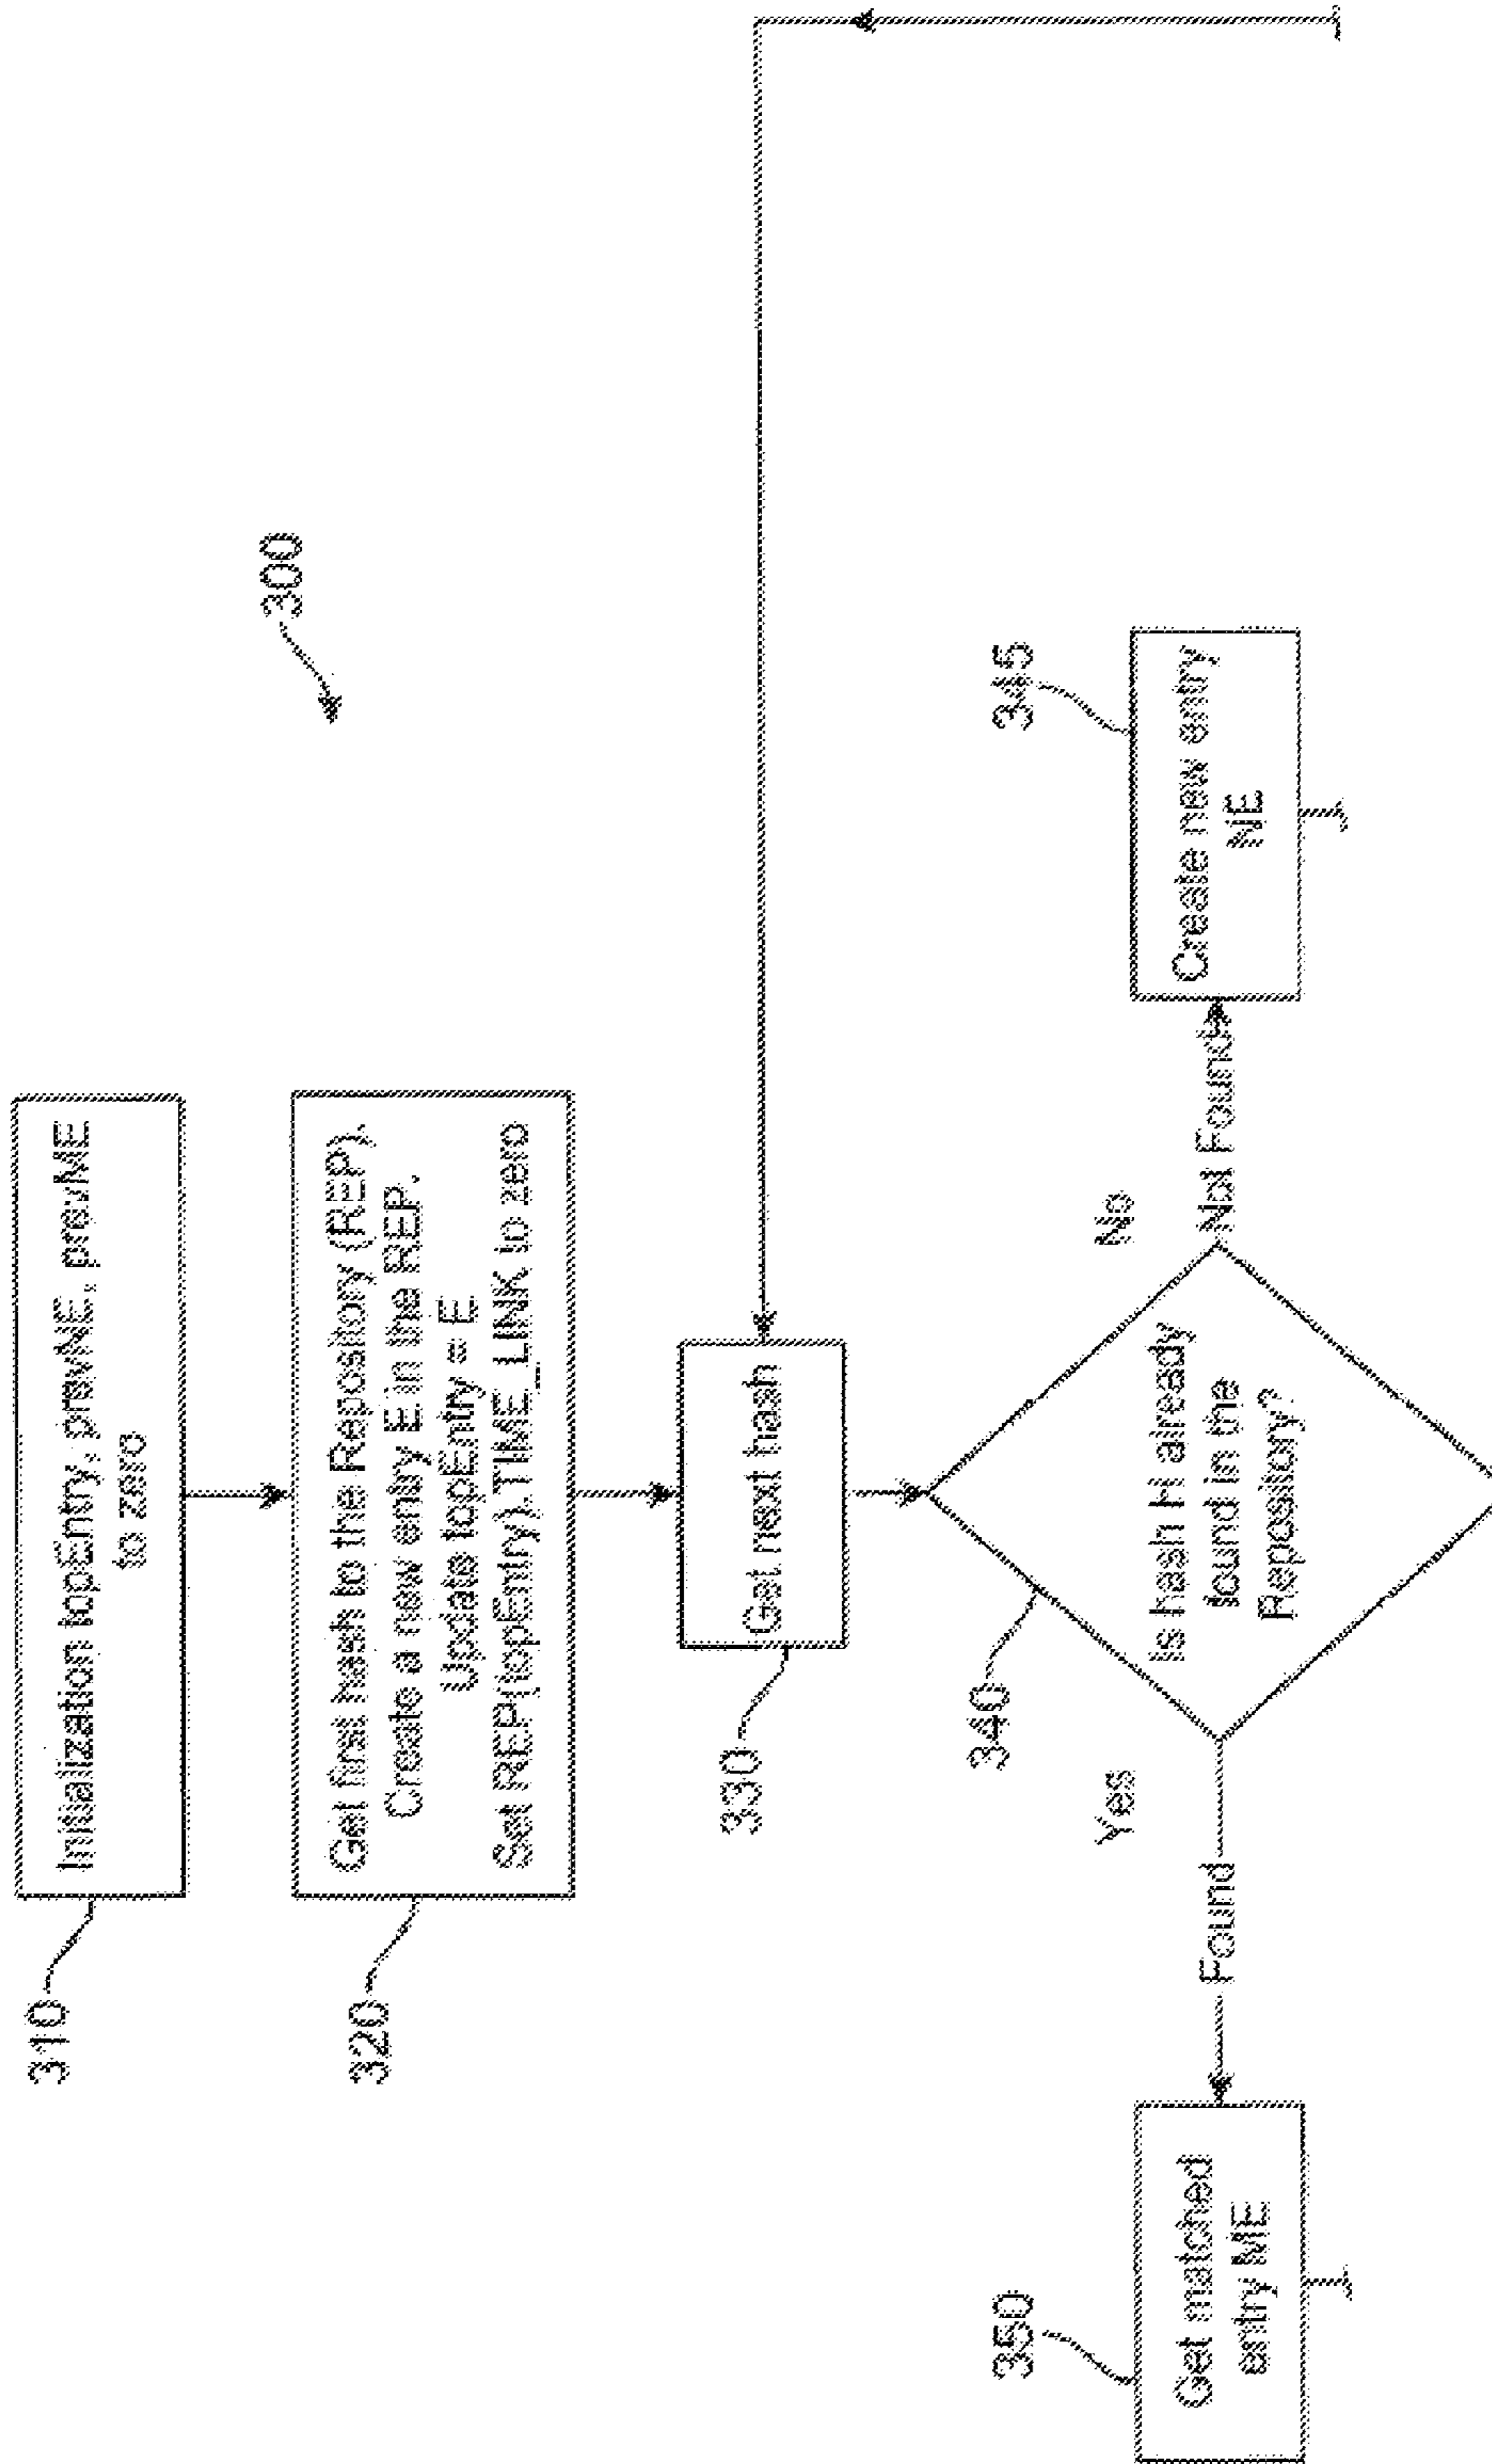 300
310
Initialization topEntry, prevNE, prevME
to zero
320
Get first hash to the Repository (REP).
Create a new entry E in the REP.
Update topEntry = E
Set REP(topEntry).TIME_LINK to zero
330
Get next hash
340
Is hash H already
found in the
Repository?
Yes
Found
No
Not Found
350
Get matched
entry ME
345
Create new entry
NE